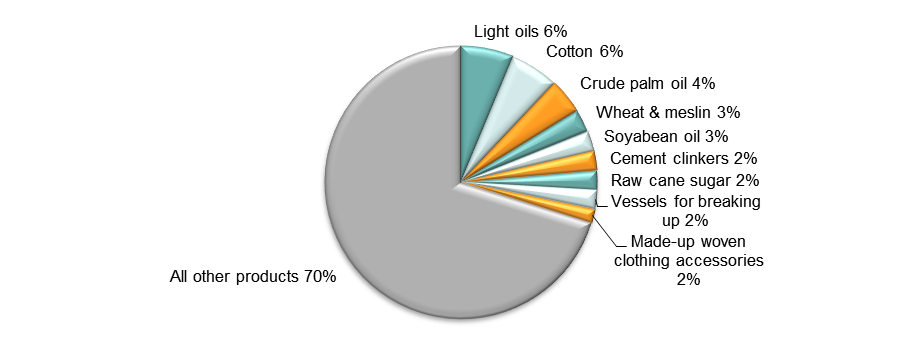 Light oils 6%
Cotton 6%
Crude palm oil 4%
Wheat & meslin 3%
Soyabean oil 3%
Cement clinkers 2%
Raw cane sugar 2%
Vessels for breaking
up 2%
Made-up woven
clothing accessories
2%
All other products 70%